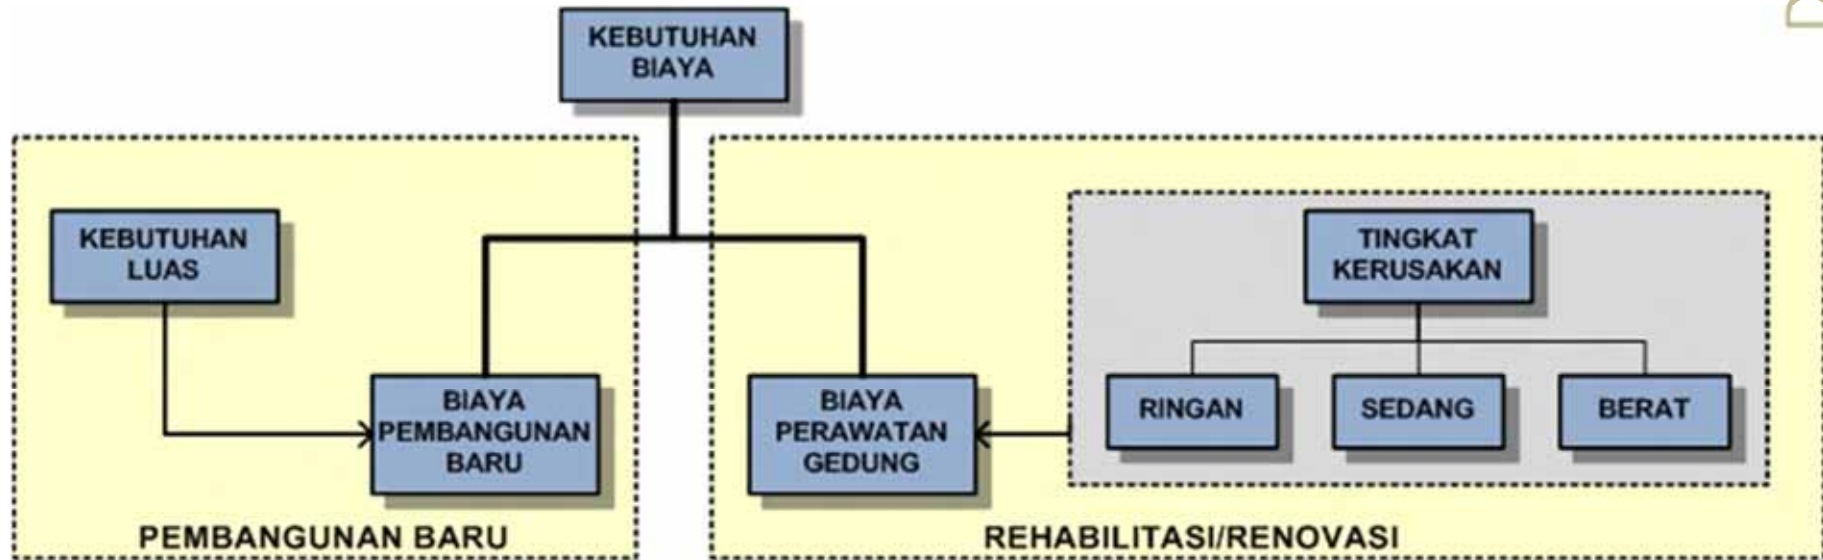 KEBUTUHAN
BIAYA
KEBUTUHAN
LUAS
BIAYA
PEMBANGUNAN
BARU
PEMBANGUNAN BARU
BIAYA
PERAWATAN
GEDUNG
TINGKAT
KERUSAKAN
RINGAN
SEDANG
BERAT
REHABILITASI/RENOVASI